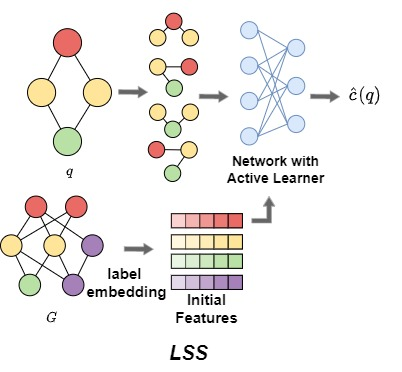 q
ĉ(q)
Network with
Active Learner
label
embedding
Initial
Features
G
LSS